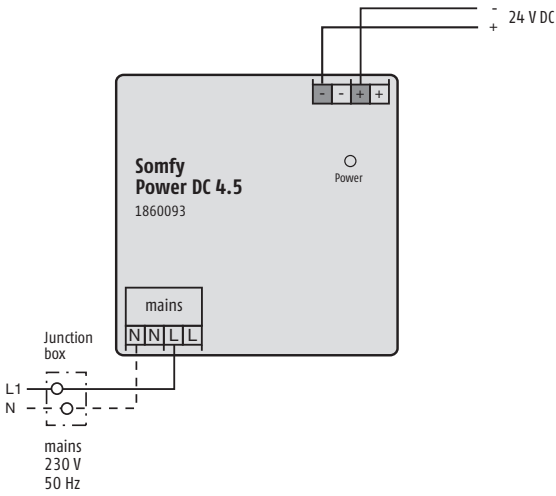 -
24 V DC
+
- - + +
Somfy
Power DC 4.5
1860093
Power
mains
N N L L
Junction
box
L1
N
mains
230 V
50 Hz